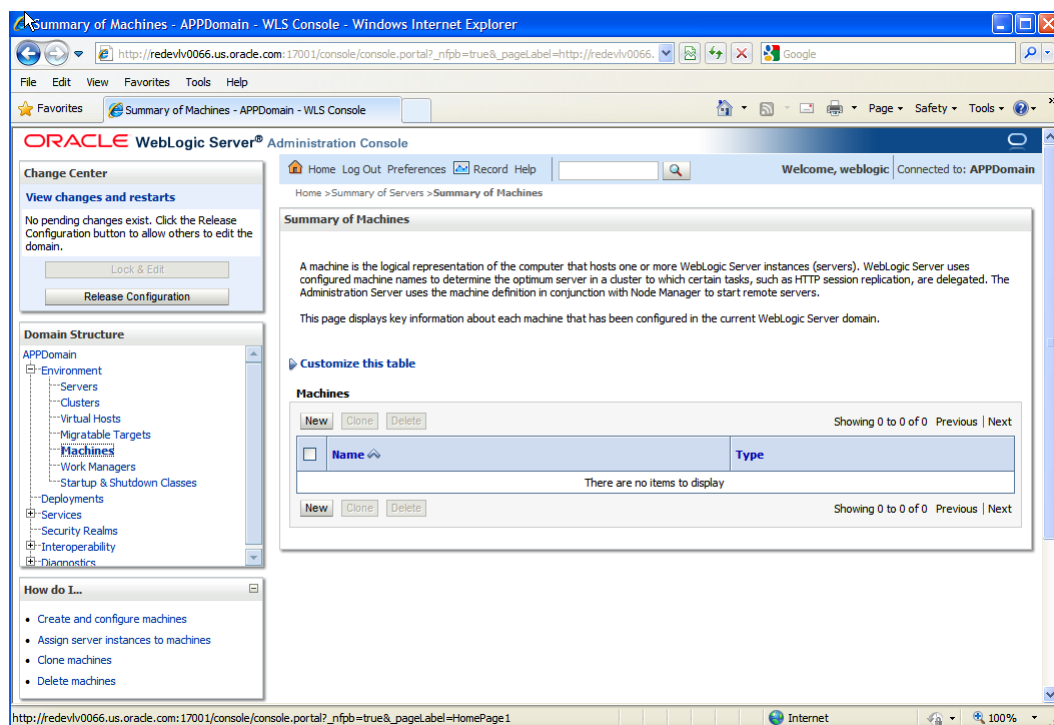 Summary of Machines - APPDomain - WLS Console - Windows Internet Explorer
http://redevlv0066.us.oracle.com:17001/console/console.portal?_nfpb=true&_pageLabel=http://redevlv0066.
Google
File Edit View Favorites Tools Help
Favorites
Summary of Machines - APPDomain - WLS Console
Page Safety Tools
ORACLE WebLogic Server® Administration Console
Change Center
View changes and restarts
No pending changes exist. Click the Release
Configuration button to allow others to edit the
domain.
Lock & Edit
Release Configuration
Domain Structure
APPDomain
Environment
Servers
Clusters
Virtual Hosts
Migratable Targets
Machines
Work Managers
Startup & Shutdown Classes
Deployments
Services
Security Realms
Interoperability
Diagnostics
How do I...
Create and configure machines
Assign server instances to machines
Clone machines
Delete machines
Home Log Out Preferences Record Help
Welcome, weblogic Connected to: APPDomain
Home >Summary of Servers >Summary of Machines
Summary of Machines
A machine is the logical representation of the computer that hosts one or more WebLogic Server instances (servers). WebLogic Server uses
configured machine names to determine the optimum server in a cluster to which certain tasks, such as HTTP session replication, are delegated. The
Administration Server uses the machine definition in conjunction with Node Manager to start remote servers.
This page displays key information about each machine that has been configured in the current WebLogic Server domain.
Customize this table
Machines
New Clone Delete Showing 0 to 0 of 0 Previous | Next
Name Type
There are no items to display
New Clone Delete Showing 0 to 0 of 0 Previous | Next
http://redevlv0066.us.oracle.com:17001/console/console.portal?_nfpb=true&_pageLabel=HomePage1
Internet
100%